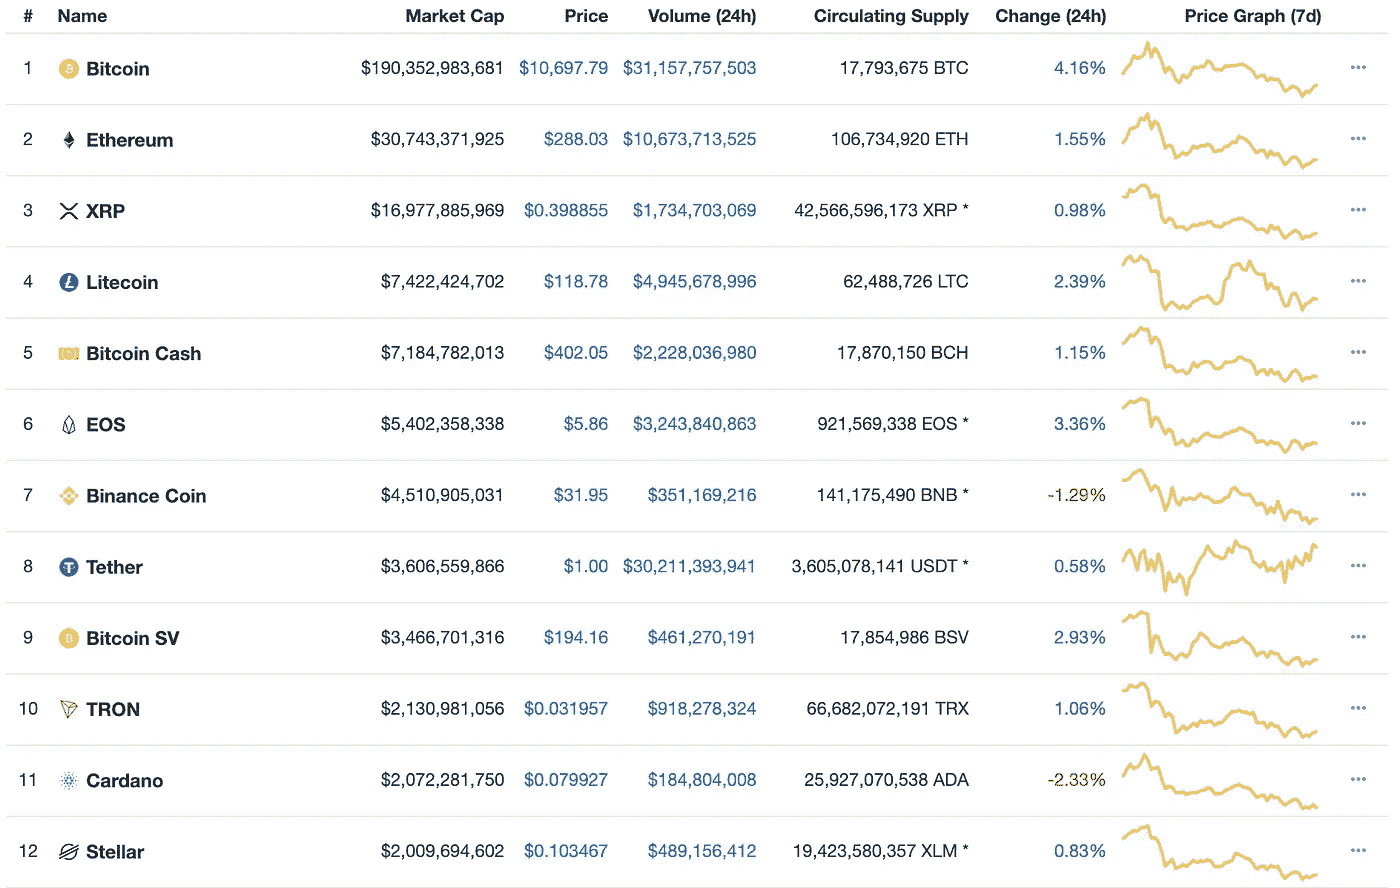 # Name Market Cap Price Volume (24h) Circulating Supply Change (24h) Price Graph (7d)
1 Bitcoin $190,352,983,681 $10,697.79 $31,157,757,503 17,793,675 BTC 4.16%
2 Ethereum $30,743,371,925 $288.03 $10,673,713,525 106,734,920 ETH 1.55%
3 XRP $16,977,885,969 $0.398855 $1,734,703,069 42,566,596,173 XRP * 0.98%
4 Litecoin $7,422,424,702 $118.78 $4,945,678,996 62,488,726 LTC 2.39%
5 Bitcoin Cash $7,184,782,013 $402.05 $2,228,036,980 17,870,150 BCH 1.15%
6 EOS $5,402,358,338 $5.86 $3,243,840,863 921,569,338 EOS * 3.36%
7 Binance Coin $4,510,905,031 $31.95 $351,169,216 141,175,490 BNB * -1.29%
8 Tether $3,606,559,866 $1.00 $30,211,393,941 3,605,078,141 USDT * 0.58%
9 Bitcoin SV $3,466,701,316 $194.16 $461,270,191 17,854,986 BSV 2.93%
10 TRON $2,130,981,056 $0.031957 $918,278,324 66,682,072,191 TRX 1.06%
11 Cardano $2,072,281,750 $0.079927 $184,804,008 25,927,070,538 ADA -2.33%
12 Stellar $2,009,694,602 $0.103467 $489,156,412 19,423,580,357 XLM * 0.83%